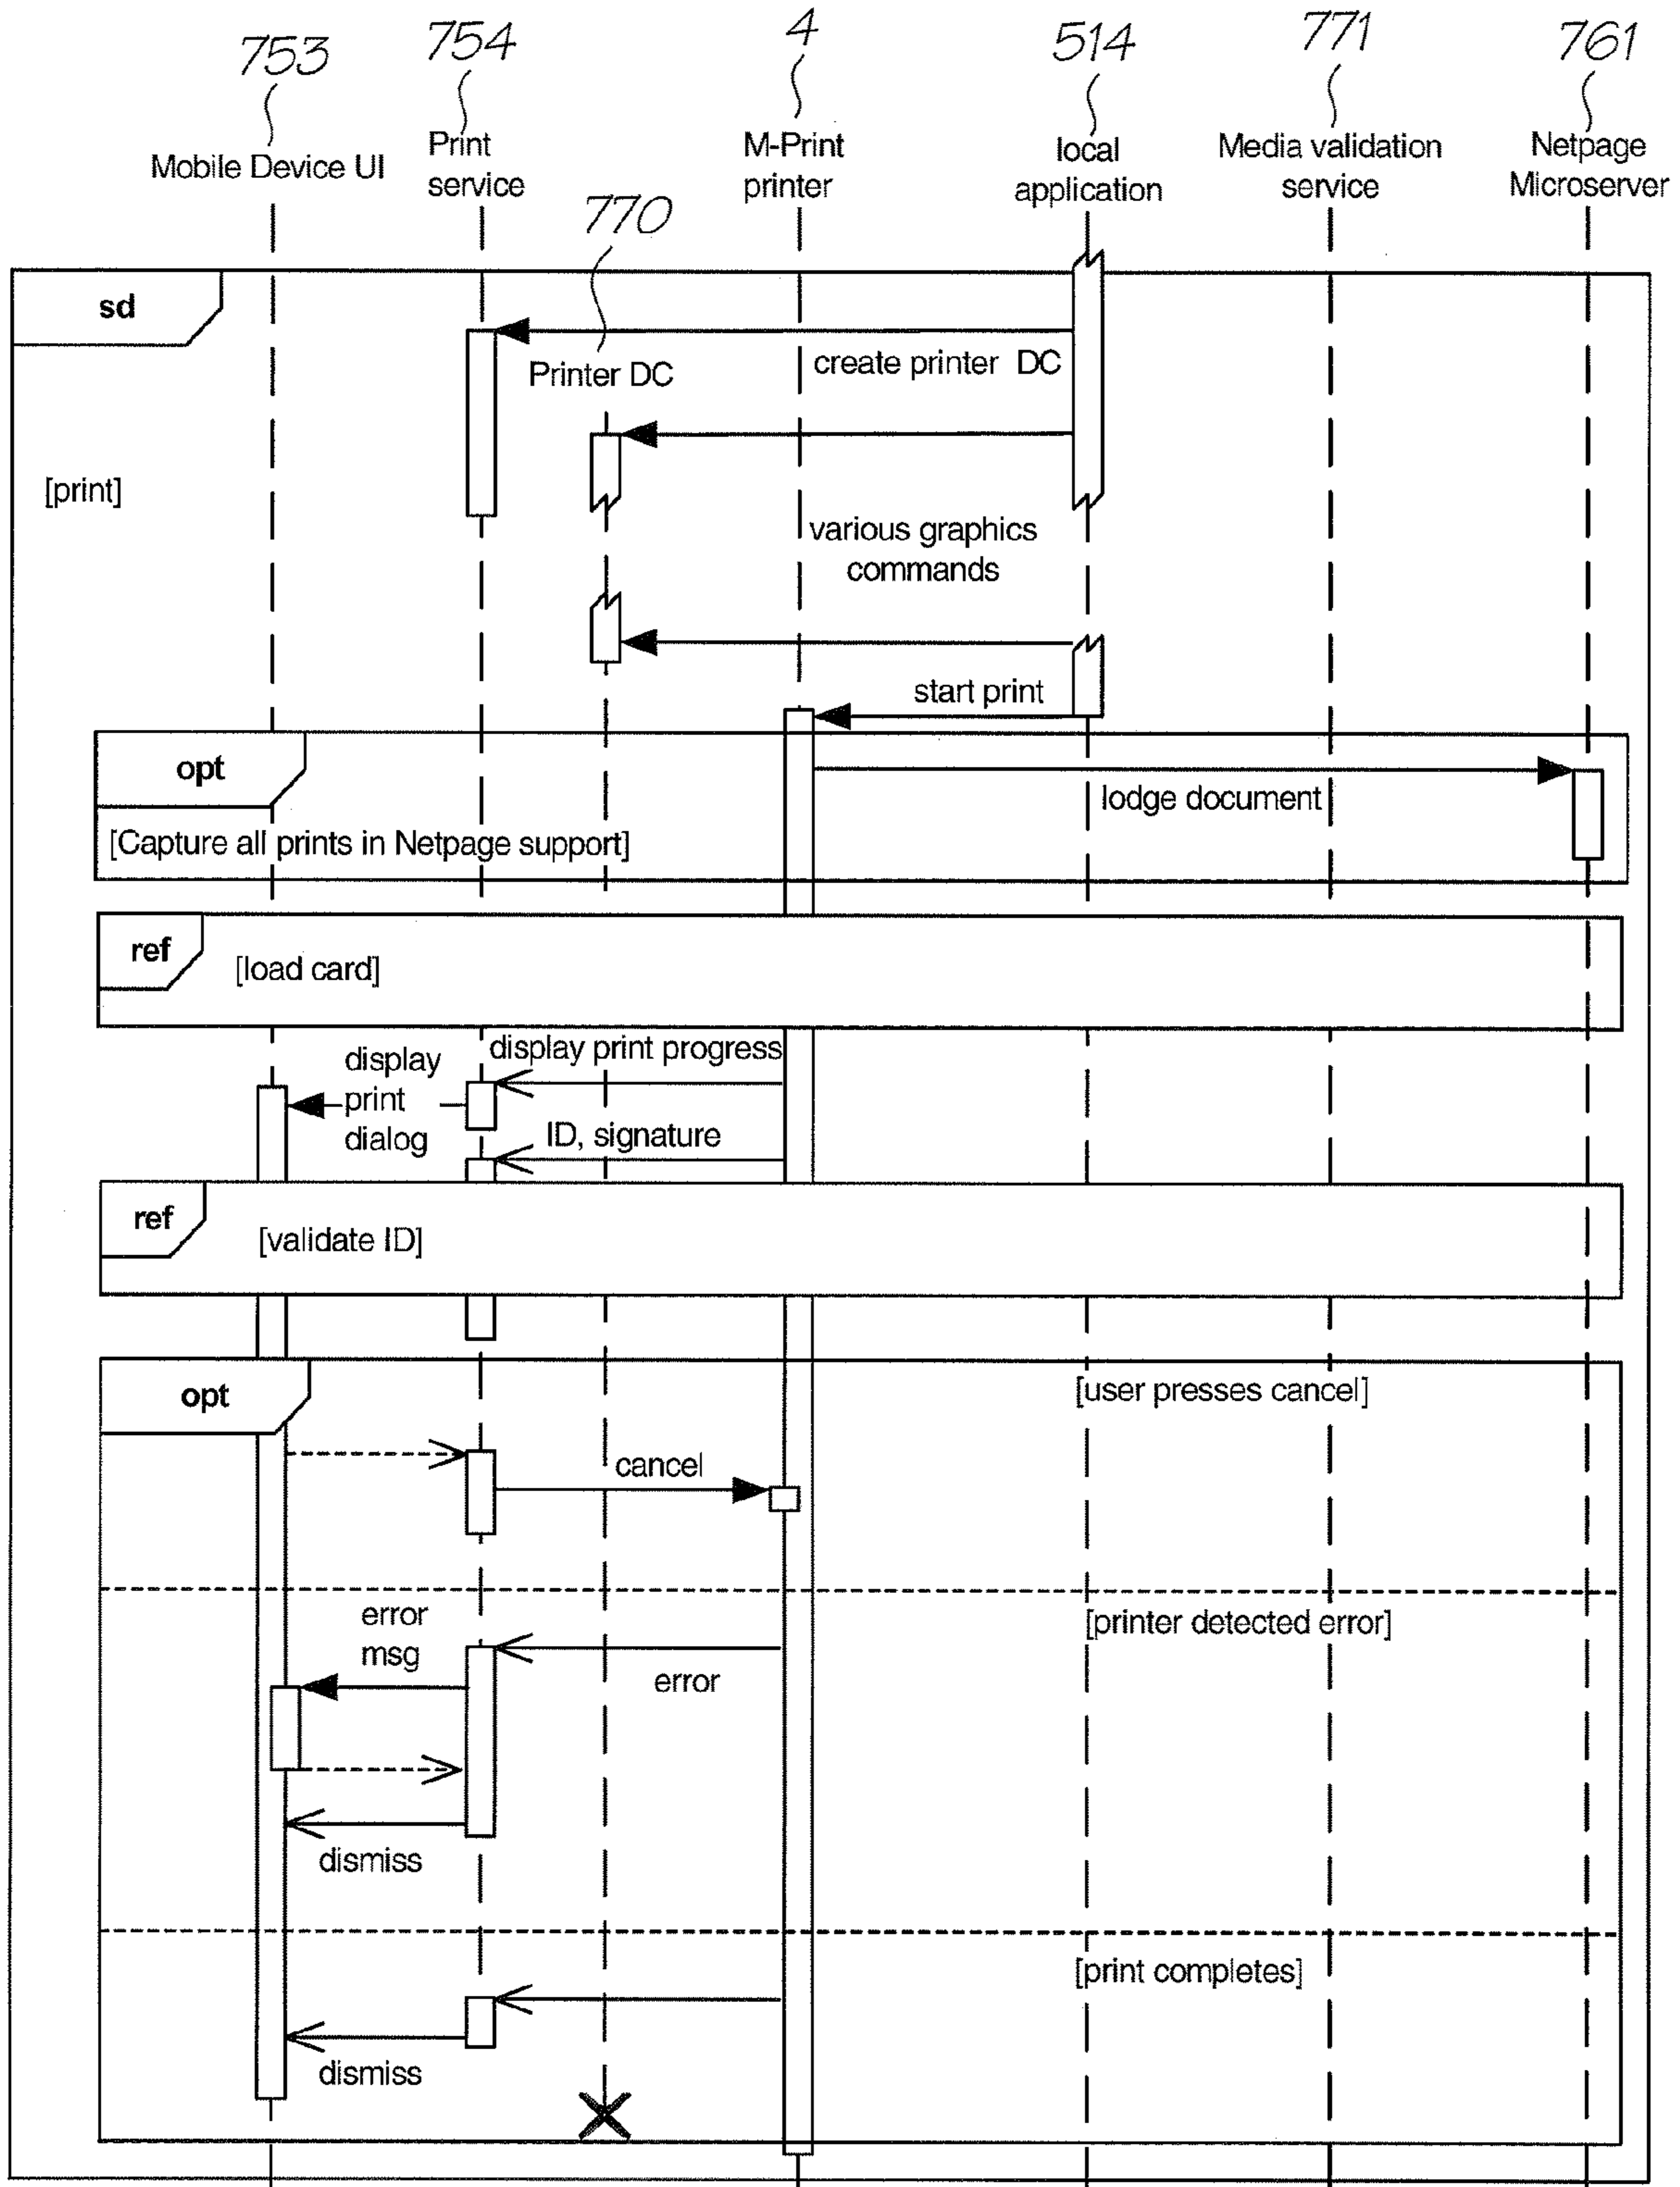 753
754
4
514
771
761
Mobile Device UI
Print
service
M-Print
printer
local
application
Media validation
service
Netpage
Microserver
770
sd
Printer DC
create printer DC
[print]
various graphics
commands
start print
opt
lodge document
[Capture all prints in Netpage support]
ref
[load card]
display print progress
display
print
dialog
ID, signature
ref
[validate ID]
opt
[user presses cancel]
cancel
[printer detected error]
error
msg
error
dismiss
[print completes]
dismiss